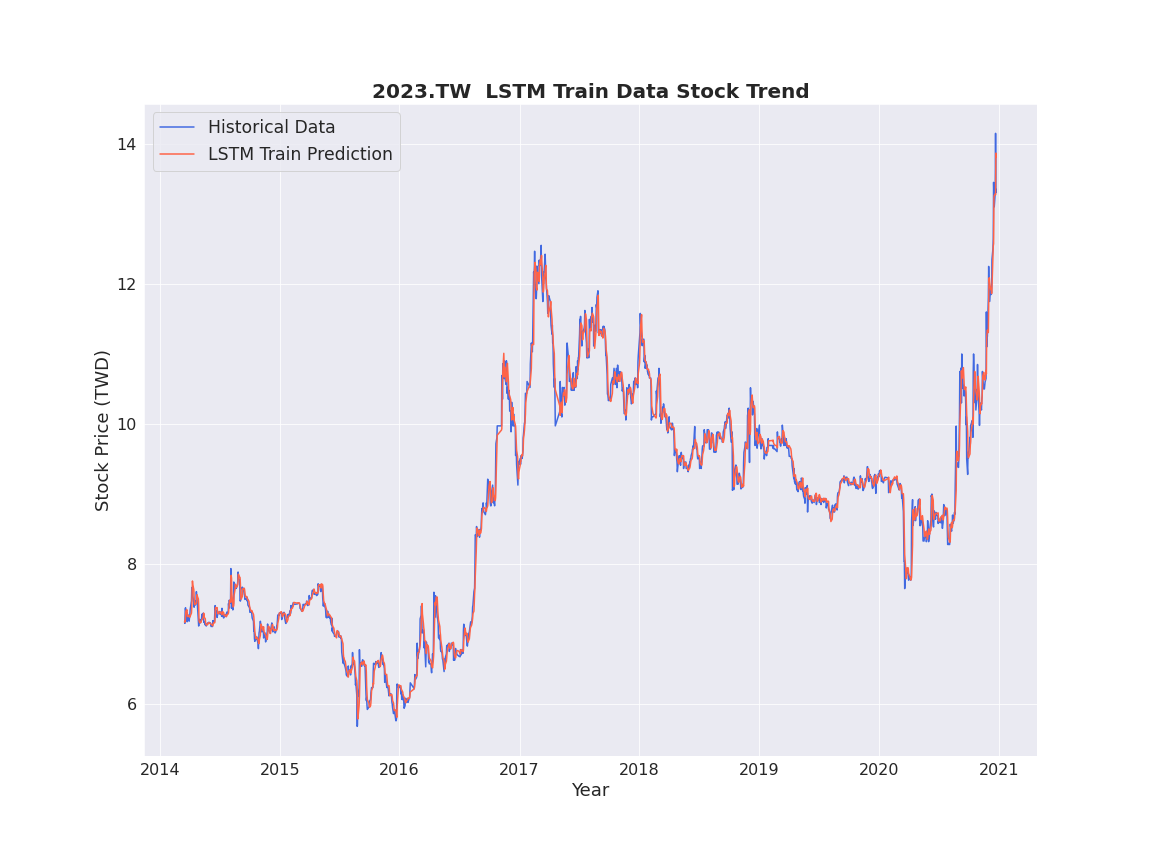 2023.TW  LSTM Train Data Stock Trend
Historical Data
LSTM Train Prediction
Stock Price (TWD)
14
12
10
8
6
2014 2015 2016 2017 2018 2019 2020 2021
Year